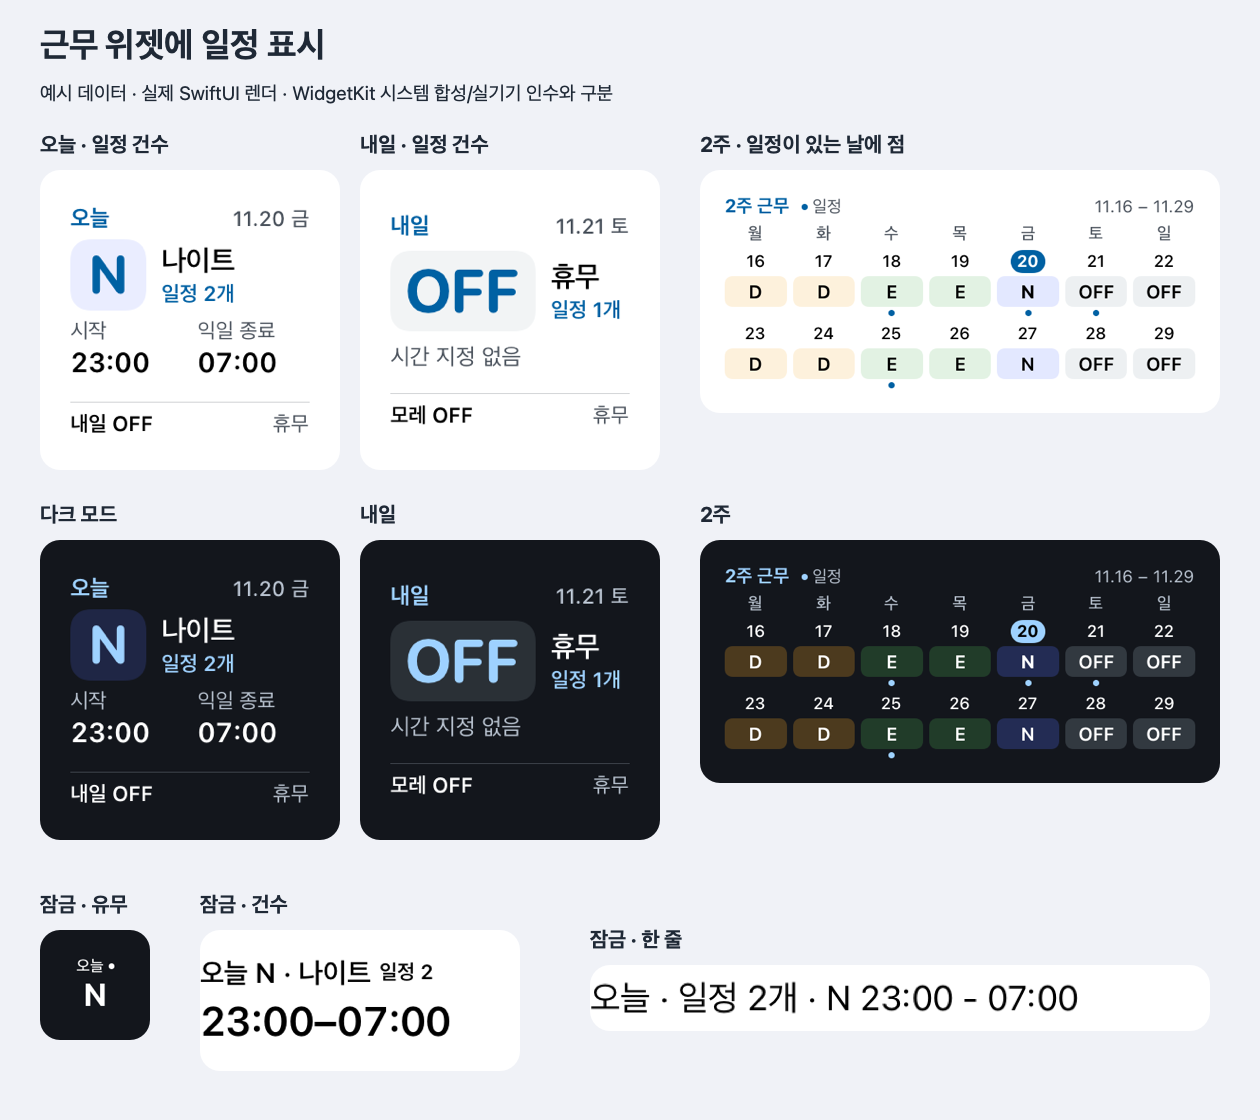 근무 위젯에 일정 표시
예시 데이터 · 실제 SwiftUI 렌더 · WidgetKit 시스템 합성/실기기 인수와 구분
오늘 · 일정 건수
오늘 11.20 금
N 나이트
일정 2개
시작 익일 종료
23:00 07:00
내일 OFF 휴무
내일 · 일정 건수
내일 11.21 토
OFF 휴무
일정 1개
시간 지정 없음
모레 OFF 휴무
2주 · 일정이 있는 날에 점
2주 근무 • 일정 11.16 – 11.29
월 화 수 목 금 토 일
16 17 18 19 20 21 22
D D E E N OFF OFF
23 24 25 26 27 28 29
D D E E N OFF OFF
다크 모드
오늘 11.20 금
N 나이트
일정 2개
시작 익일 종료
23:00 07:00
내일 OFF 휴무
내일
내일 11.21 토
OFF 휴무
일정 1개
시간 지정 없음
모레 OFF 휴무
2주
2주 근무 • 일정 11.16 – 11.29
월 화 수 목 금 토 일
16 17 18 19 20 21 22
D D E E N OFF OFF
23 24 25 26 27 28 29
D D E E N OFF OFF
잠금 · 유무
오늘 •
N
잠금 · 건수
오늘 N · 나이트 일정 2
23:00–07:00
잠금 · 한 줄
오늘 · 일정 2개 · N 23:00 - 07:00